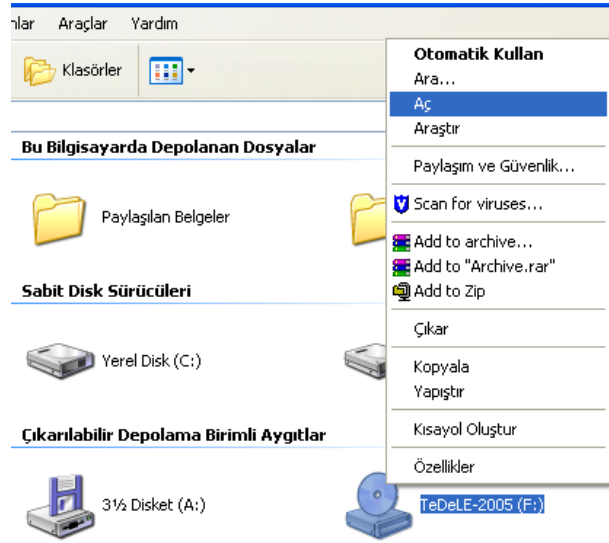 nlar Araçlar Yardım
Klasörler
Otomatik Kullan
Ara...
Aç
Araştır
Paylaşım ve Güvenlik...
Scan for viruses...
Add to archive...
Add to "Archive.rar"
Add to Zip
Çıkar
Kopyala
Yapıştır
Kısayol Oluştur
Özellikler
Bu Bilgisayarda Depolanan Dosyalar
Paylaşılan Belgeler
Sabit Disk Sürücüleri
Yerel Disk (C:)
Çıkarılabilir Depolama Birimli Aygıtlar
3½ Disket (A:)
TeDeLE-2005 (F:)